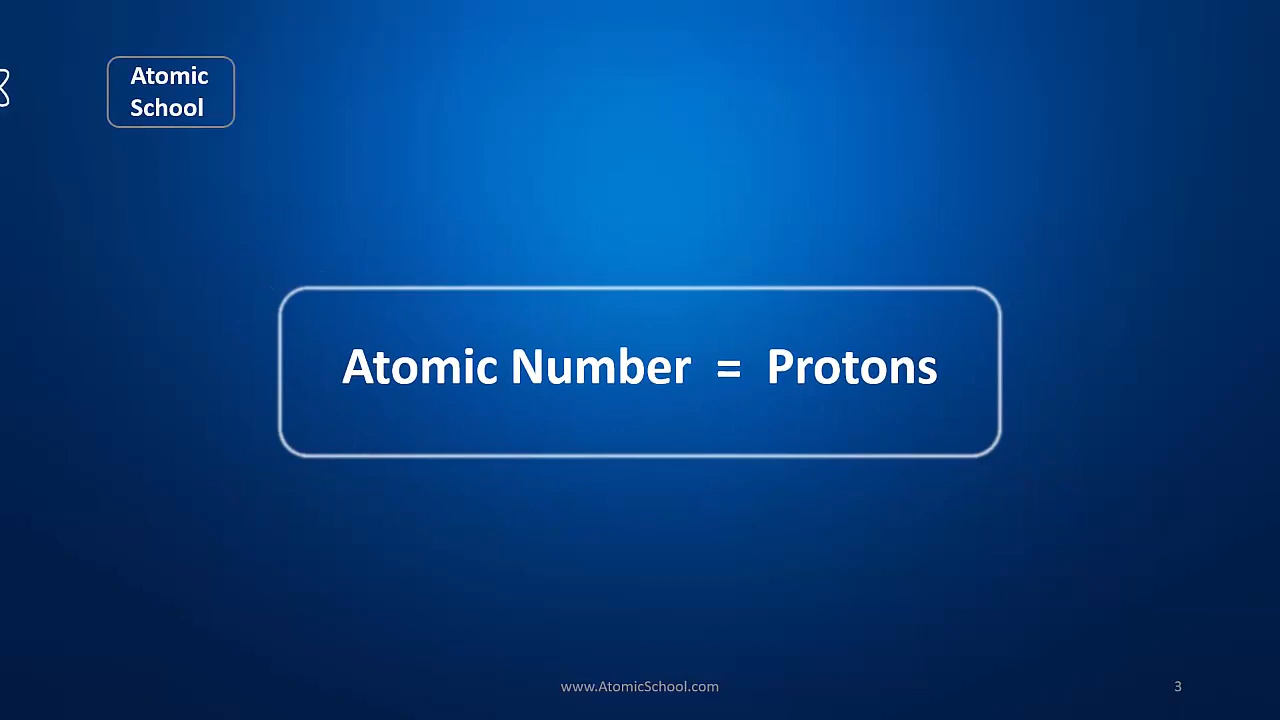 Atomic
School
Atomic Number = Protons
www.AtomicSchool.com
3